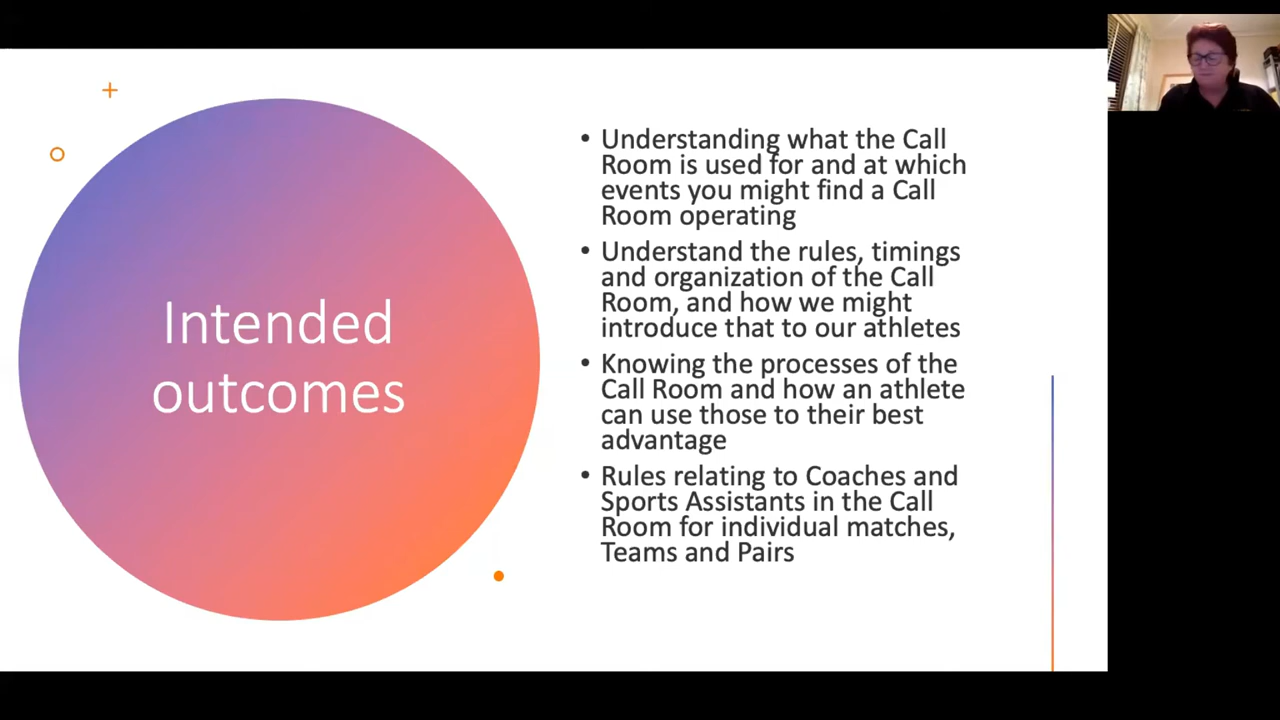 Intended
outcomes
• Understanding what the Call
Room is used for and at which
events you might find a Call
Room operating
• Understand the rules, timings
and organization of the Call
Room, and how we might
introduce that to our athletes
• Knowing the processes of the
Call Room and how an athlete
can use those to their best
advantage
• Rules relating to Coaches and
Sports Assistants in the Call
Room for individual matches,
Teams and Pairs